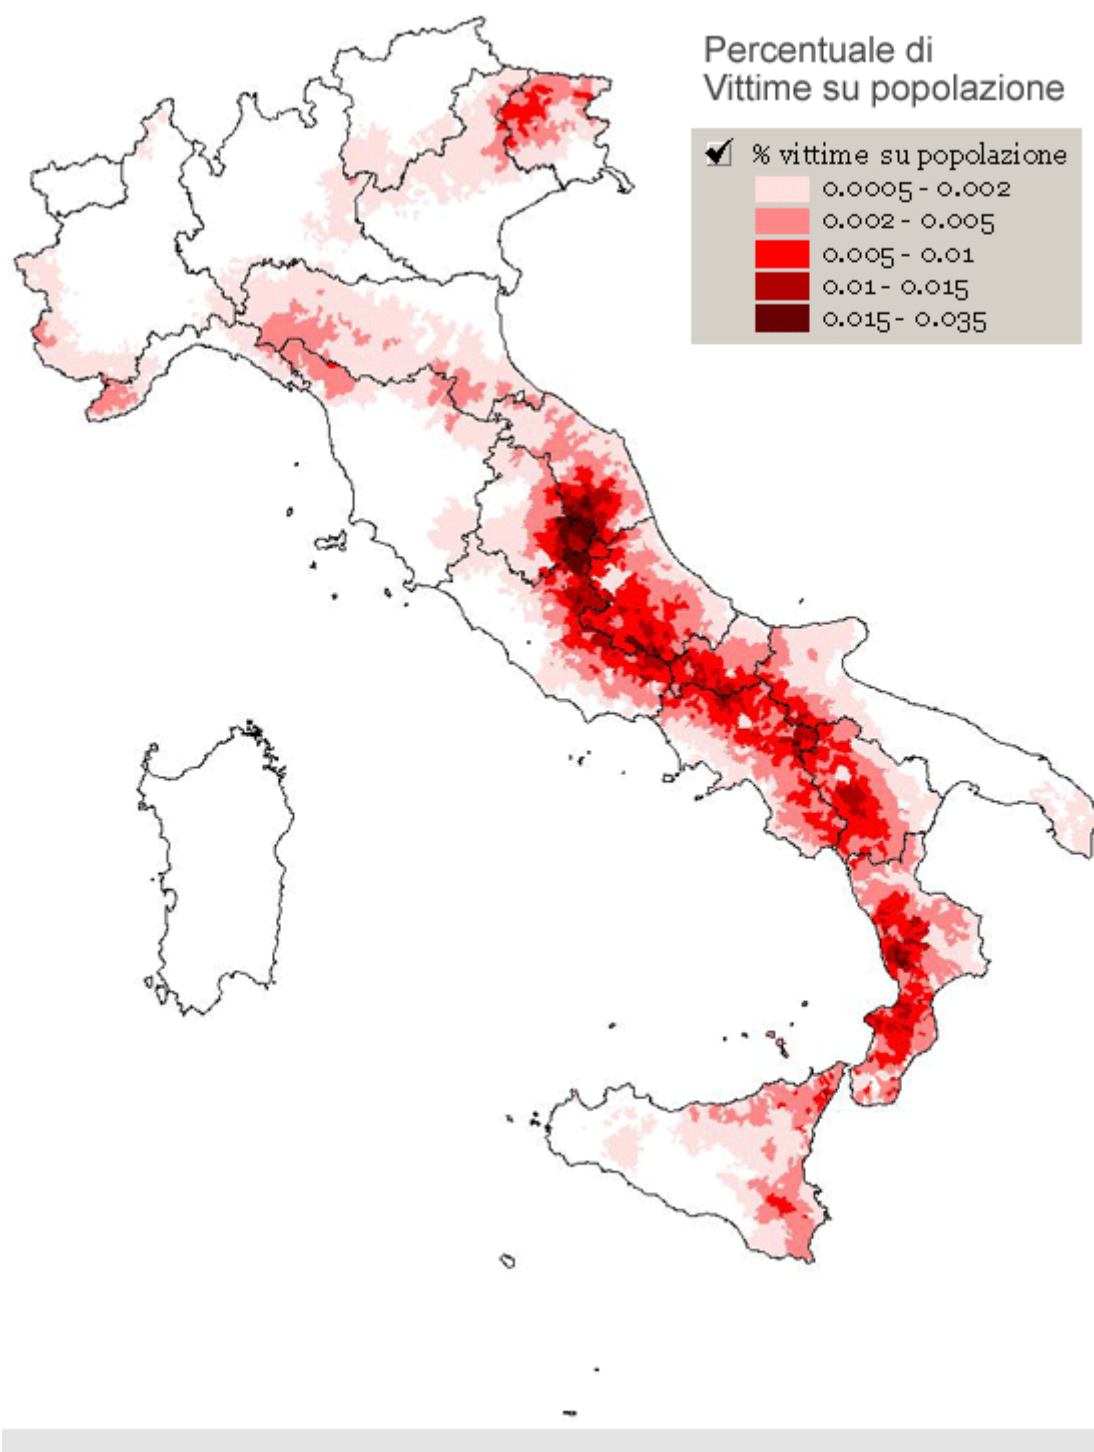 Percentuale di
Vittime su popolazione
% vittime su popolazione
0.0005 - 0.002
0.002 - 0.005
0.005 - 0.01
0.01 - 0.015
0.015 - 0.035